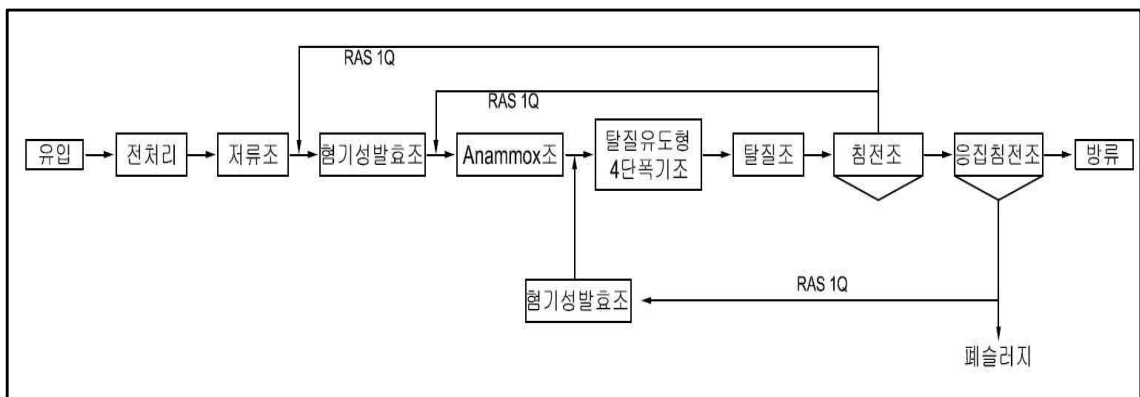 RAS 1Q
RAS 1Q
유입
전처리
저류조
혐기성발효조
Anammox조
탈질유도형
4단폭기조
탈질조
침전조
응집침전조
방류
혐기성발효조
RAS 1Q
폐슬러지